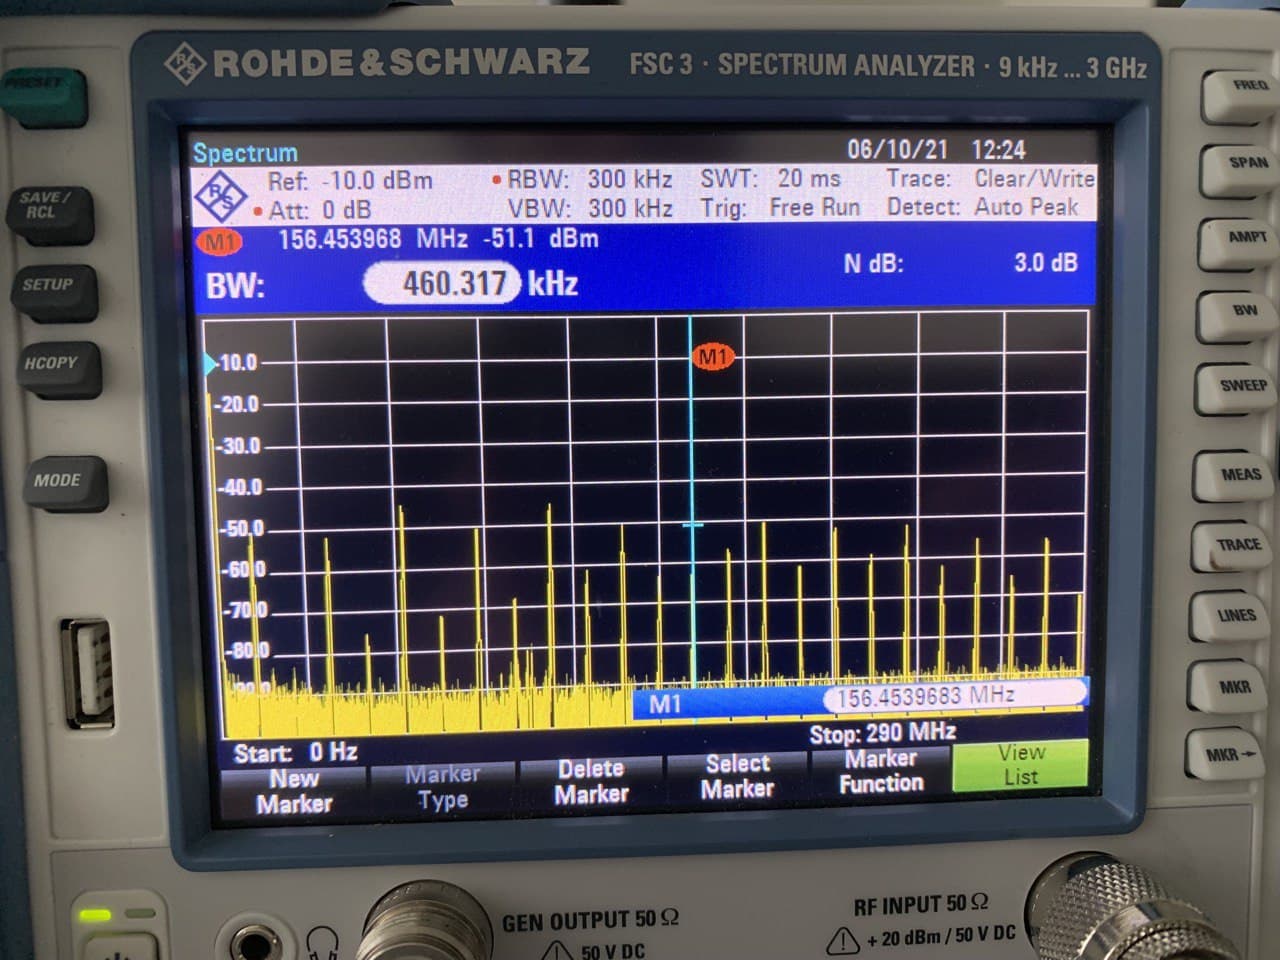 ROHDE & SCHWARZ FSC 3 · SPECTRUM ANALYZER · 9 kHz ... 3 GHz
PRESET
SAVE / RCL
SETUP
HCOPY
MODE
Spectrum 06/10/21 12:24
R/S
Ref: -10.0 dBm • RBW: 300 kHz SWT: 20 ms Trace: Clear/Write
• Att: 0 dB VBW: 300 kHz Trig: Free Run Detect: Auto Peak
M1 156.453968 MHz -51.1 dBm
BW: 460.317 kHz N dB: 3.0 dB
M1
-10.0
-20.0
-30.0
-40.0
-50.0
-60.0
-70.0
-80.0
M1 156.4539683 MHz
Start: 0 Hz Stop: 290 MHz
New Marker
Marker Type
Delete Marker
Select Marker
Marker Function
View List
FREQ
SPAN
AMPT
BW
SWEEP
MEAS
TRACE
LINES
MKR
MKR→
GEN OUTPUT 50 Ω
50 V DC
RF INPUT 50 Ω
+ 20 dBm / 50 V DC